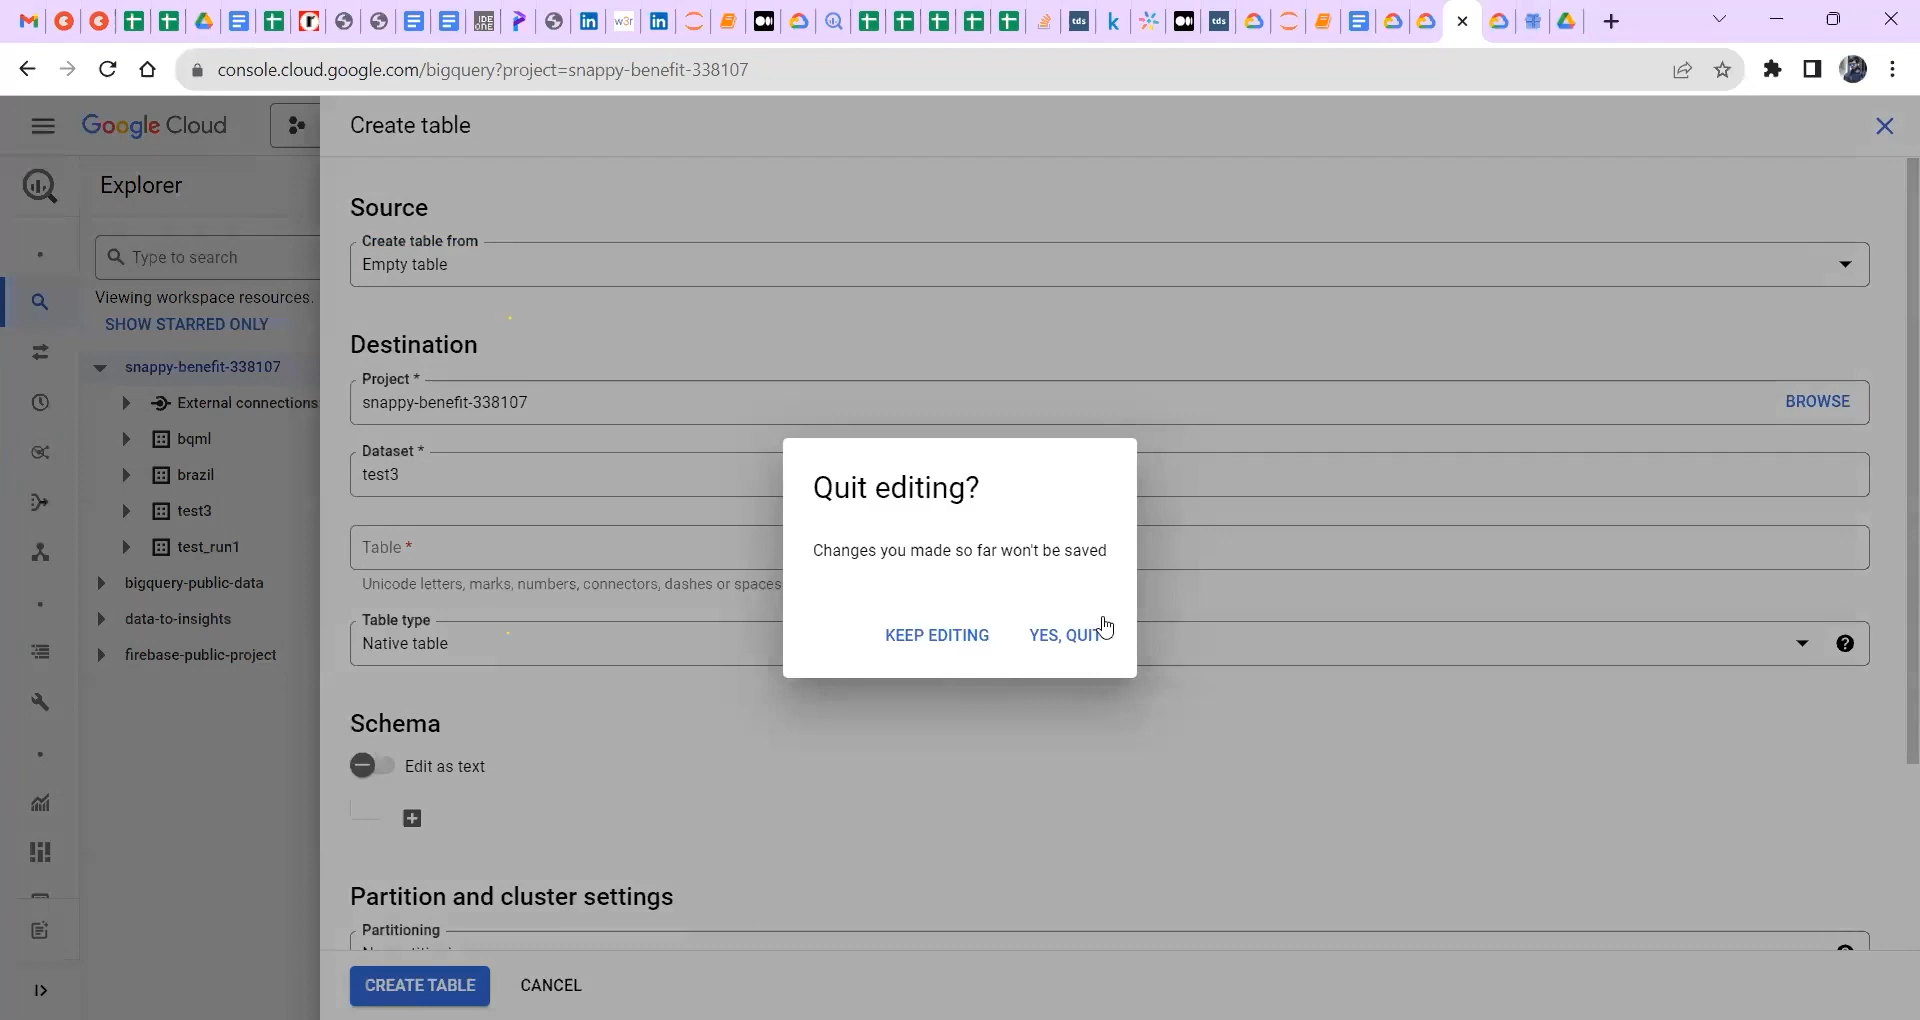 console.cloud.google.com/bigquery?project=snappy-benefit-338107
Google Cloud
Create table
Explorer
Type to search
Viewing workspace resources.
SHOW STARRED ONLY
snappy-benefit-338107
External connections
bqml
brazil
test3
test_run1
bigquery-public-data
data-to-insights
firebase-public-project
Source
Create table from
Empty table
Destination
Project *
snappy-benefit-338107
BROWSE
Dataset *
test3
Table *
Unicode letters, marks, numbers, connectors, dashes or spaces
Table type
Native table
Quit editing?
Changes you made so far won't be saved
KEEP EDITING
YES, QUIT
Schema
Edit as text
Partition and cluster settings
Partitioning
CREATE TABLE
CANCEL